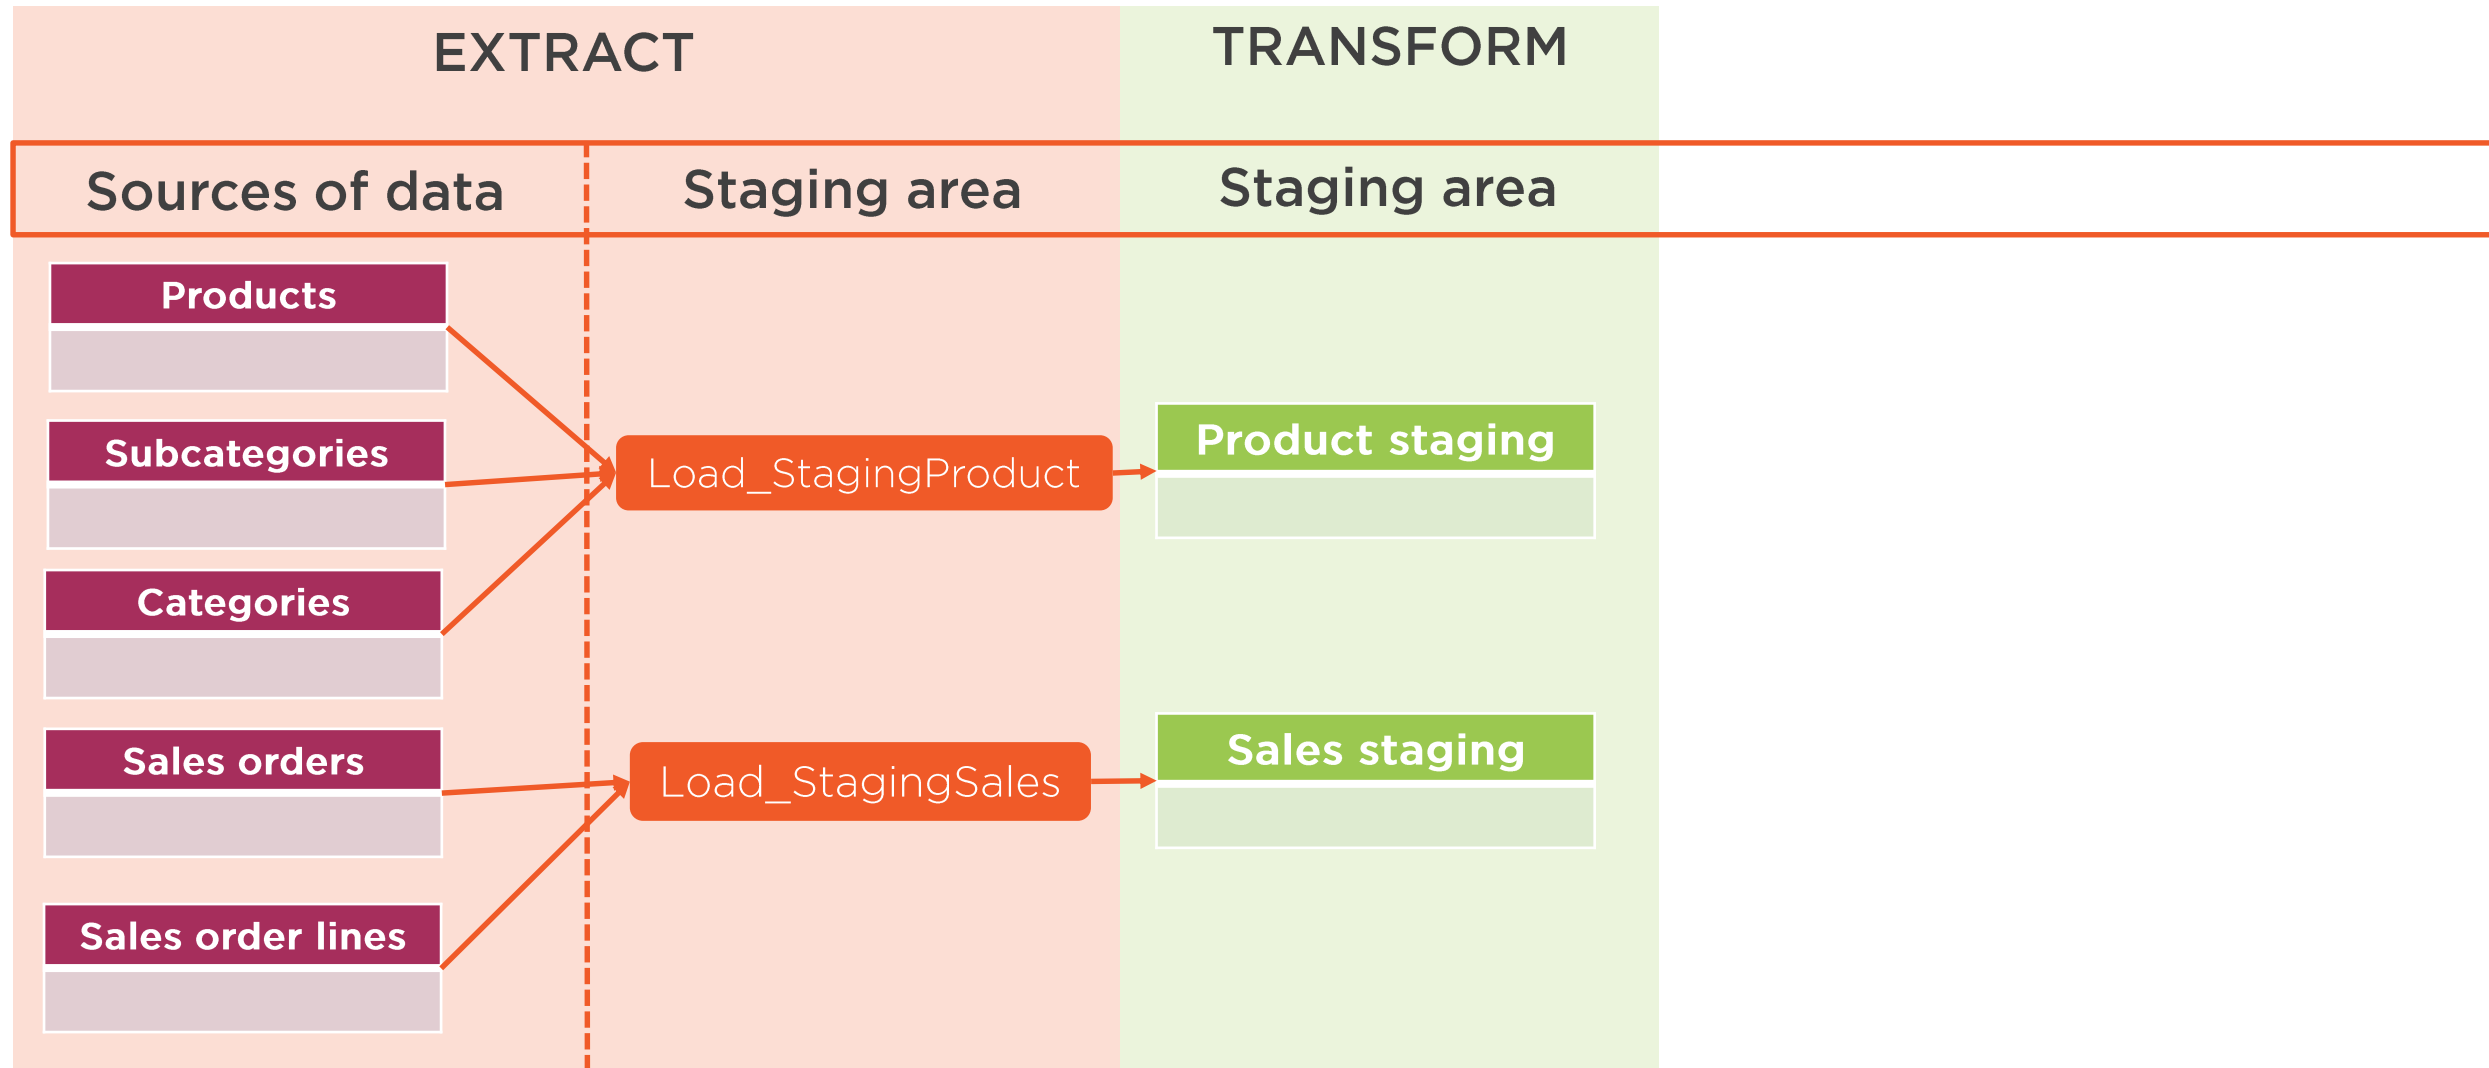 EXTRACT
TRANSFORM
Sources of data
Staging area
Staging area
Products
Subcategories
Categories
Sales orders
Sales order lines
Load_StagingProduct
Load_StagingSales
Product staging
Sales staging